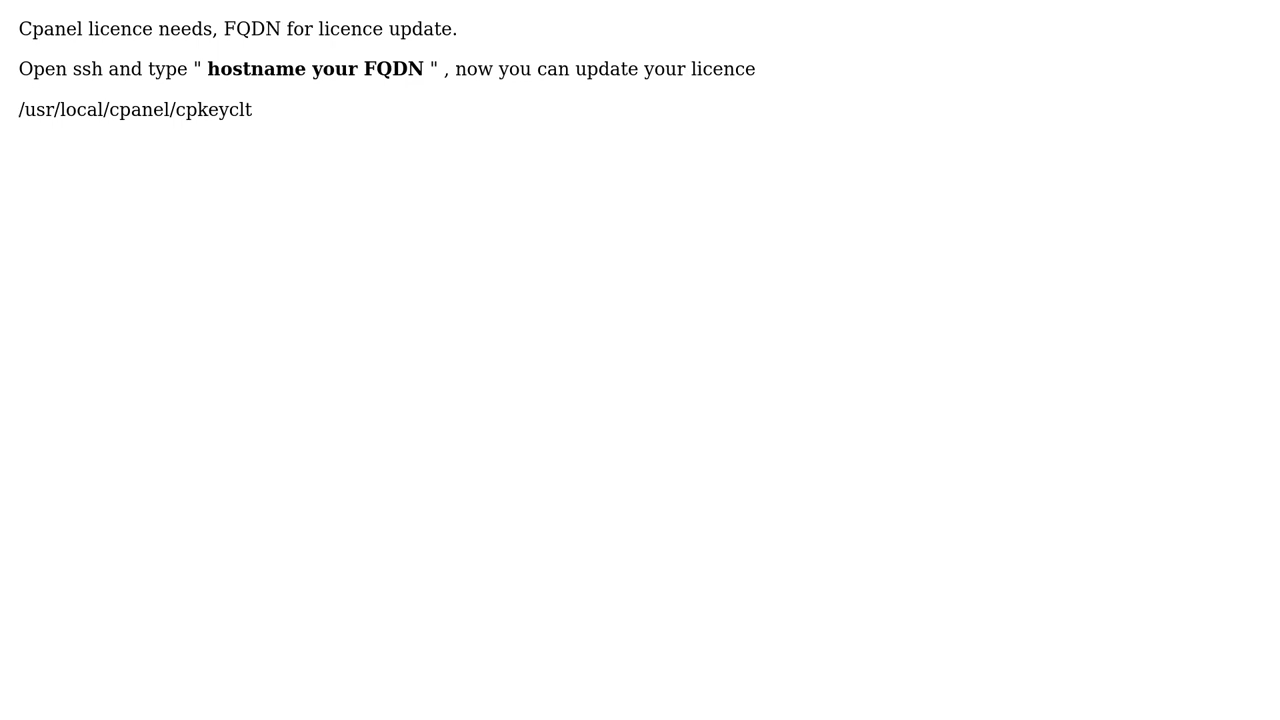 Cpanel licence needs, FQDN for licence update.
Open ssh and type " hostname your FQDN " , now you can update your licence
/usr/local/cpanel/cpkeyclt